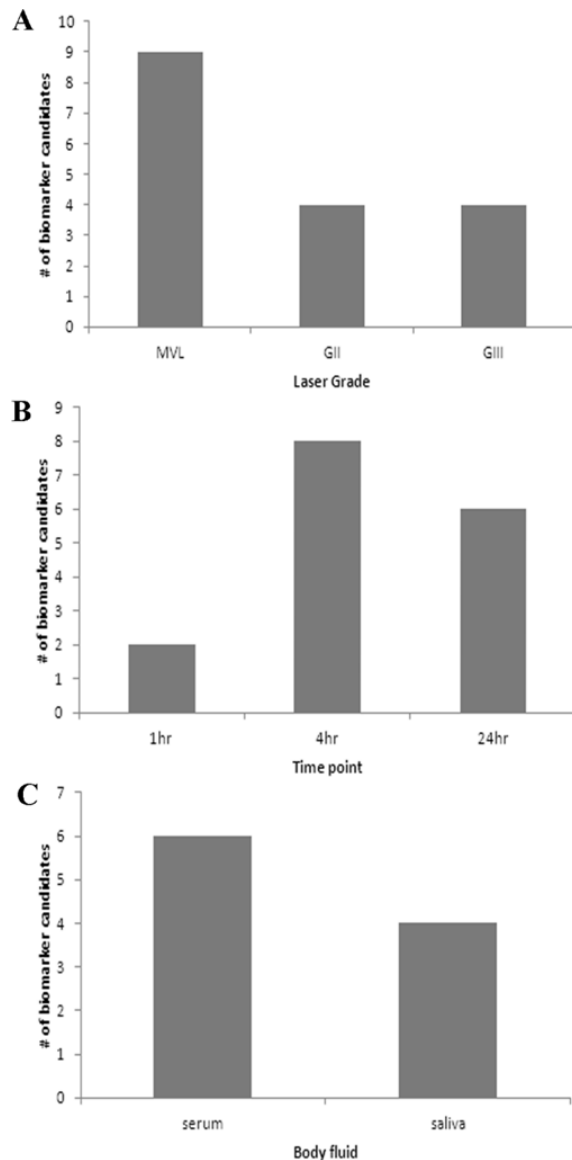 A
# of biomarker candidates
10
9
8
7
6
5
4
3
2
1
0
MVL GII GIII
Laser Grade
B
# of biomarker candidates
9
8
7
6
5
4
3
2
1
0
1hr 4hr 24hr
Time point
C
# of biomarker candidates
7
6
5
4
3
2
1
0
serum saliva
Body fluid